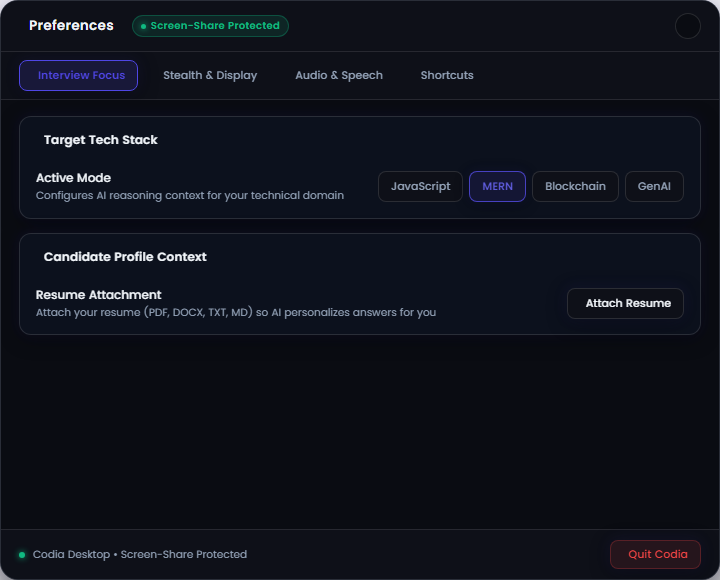 Preferences
Screen-Share Protected
Interview Focus
Stealth & Display
Audio & Speech
Shortcuts
Target Tech Stack
Active Mode
Configures AI reasoning context for your technical domain
JavaScript
MERN
Blockchain
GenAI
Candidate Profile Context
Resume Attachment
Attach your resume (PDF, DOCX, TXT, MD) so AI personalizes answers for you
Attach Resume
Codia Desktop • Screen-Share Protected
Quit Codia